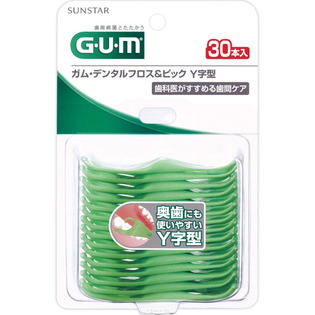 SUNSTAR
歯周病菌とたたかう
G・U・M
30本入
ガム・デンタルフロス&ピック Y字型
歯科医がすすめる歯間ケア
奥歯にも
使いやすい
Y字型